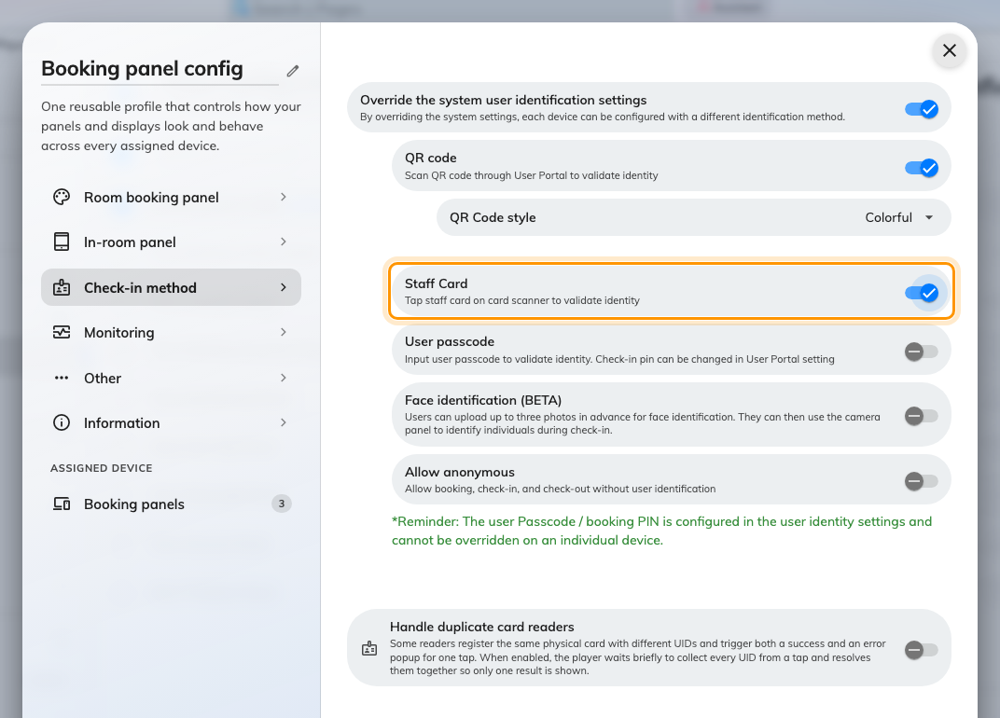 Booking panel config
One reusable profile that controls how your
panels and displays look and behave
across every assigned device.
Room booking panel
In-room panel
Check-in method
Monitoring
Other
Information
ASSIGNED DEVICE
Booking panels
3
Override the system user identification settings
By overriding the system settings, each device can be configured with a different identification method.
QR code
Scan QR code through User Portal to validate identity
QR Code style
Colorful
Staff Card
Tap staff card on card scanner to validate identity
User passcode
Input user passcode to validate identity. Check-in pin can be changed in User Portal setting
Face identification (BETA)
Users can upload up to three photos in advance for face identification. They can then use the camera
panel to identify individuals during check-in.
Allow anonymous
Allow booking, check-in, and check-out without user identification
*Reminder: The user Passcode / booking PIN is configured in the user identity settings and
cannot be overridden on an individual device.
Handle duplicate card readers
Some readers register the same physical card with different UIDs and trigger both a success and an error
popup for one tap. When enabled, the player waits briefly to collect every UID from a tap and resolves
them together so only one result is shown.